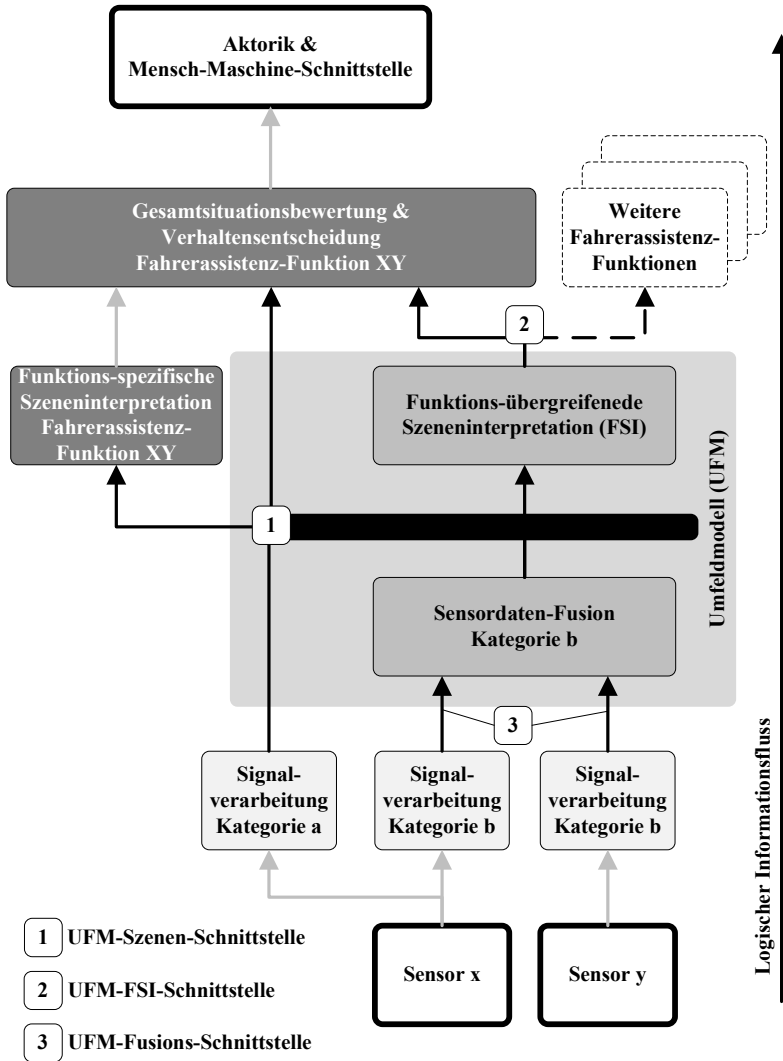 Aktorik &
Mensch-Maschine-Schnittstelle
Gesamtsituationsbewertung &
Verhaltensentscheidung
Fahrerassistenz-Funktion XY
Weitere
Fahrerassistenz-
Funktionen
2
Funktions-spezifische
Szeneninterpretation
Fahrerassistenz-
Funktion XY
Funktions-übergreifenede
Szeneninterpretation (FSI)
1
Umfeldmodell (UFM)
Sensordaten-Fusion
Kategorie b
3
Signal-
verarbeitung
Kategorie a
Signal-
verarbeitung
Kategorie b
Signal-
verarbeitung
Kategorie b
Logischer Informationsfluss
Sensor x
Sensor y
1 UFM-Szenen-Schnittstelle
2 UFM-FSI-Schnittstelle
3 UFM-Fusions-Schnittstelle